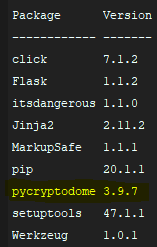 Package Version
------------- -------
click 7.1.2
Flask 1.1.2
itsdangerous 1.1.0
Jinja2 2.11.2
MarkupSafe 1.1.1
pip 20.1.1
pycryptodome 3.9.7
setuptools 47.1.1
Werkzeug 1.0.1